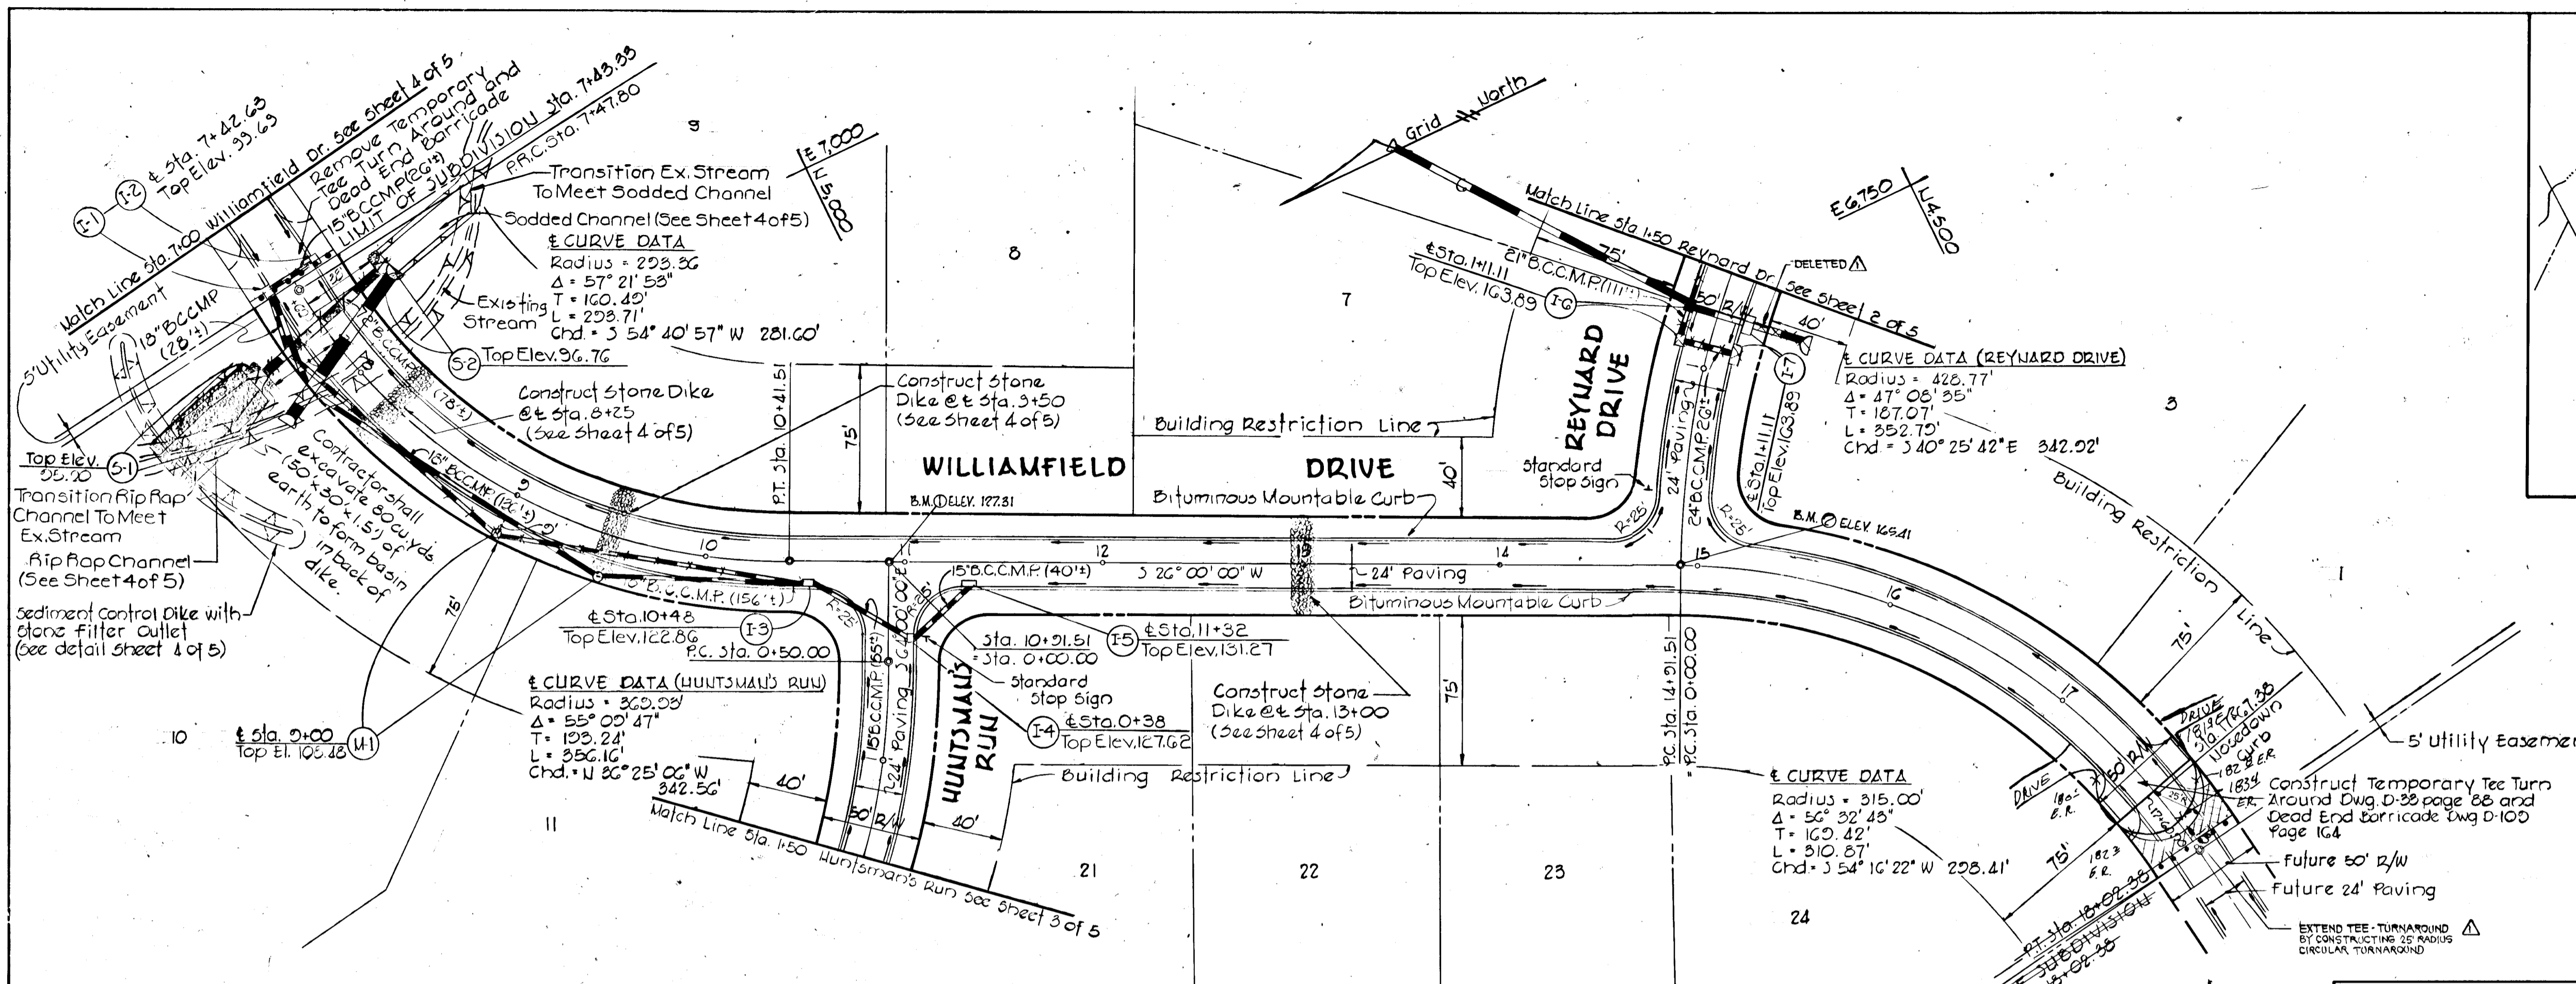 Match Line Sta. 7+00 Williamfield Dr. See Sheet 4 of 5
I-1
I-2
₵ Sta. 7+42.63
Top Elev. 99.69
Remove Temporary
Tee Turn Around and
Dead End Barricade
15"BCCMP(26'±)
LIMIT OF SUBDIVISION Sta. 7+43.33
P.R.C. Sta. 7+47.80
9
Transition Ex. Stream
To Meet Sodded Channel
Sodded Channel (See Sheet 4 of 5)
₵ CURVE DATA
Radius = 293.36
Δ = 57° 21' 53"
T = 160.49'
L = 293.71'
Chd. = S 54° 40' 57" W 281.60'
Existing
Stream
S-2
Top Elev. 96.76
E 7,000
N 5,000
5' Utility Easement
18" BCCMP
(28'±)
Construct Stone Dike
@ ₵ Sta. 8+25
(See Sheet 4 of 5)
(78'±)
Top Elev.
95.20
S-1
Transition Rip Rap
Channel To Meet
Ex. Stream
Rip Rap Channel
(See Sheet 4 of 5)
Sediment Control Dike with
Stone Filter Outlet
(See detail Sheet 4 of 5)
Contractor shall
excavate 80 cu. yds
(50'x30'x1.5') of
earth to form basin
in back of
dike.
75'
10
₵ Sta. 9+00
Top El. 105.48
M-1
9
10
₵ Sta. 10+48
Top Elev. 122.86
I-3
P.C. Sta. 0+50.00
₵ CURVE DATA (HUNTSMAN'S RUN)
Radius = 369.93'
Δ = 55° 09' 47"
T = 193.24'
L = 356.16'
Chd. = N 86° 25' 06" W
342.56'
40'
50' R/W
40'
Match Line Sta. 1+50 Huntsman's Run See Sheet 3 of 5
11
15"B.C.C.M.P. (55'±)
24' Paving
HUNTSMAN'S
RUN
P.T. Sta. 10+41.51
75'
Construct Stone
Dike @ ₵ Sta. 9+50
(See Sheet 4 of 5)
8
WILLIAMFIELD
DRIVE
B.M. ① ELEV. 127.31
R=25'
R=25'
15"B.C.C.M.P. (40'±)
Sta. 10+91.51
= Sta. 0+00.00
Standard
Stop Sign
I-5
₵ Sta. 11+32
Top Elev. 131.27
I-4
₵ Sta. 0+38
Top Elev. 127.62
Building Restriction Line
21
12
S 26° 00' 00" W
13
24' Paving
14
15
Bituminous Mountable Curb
Bituminous Mountable Curb
Construct Stone
Dike @ ₵ Sta. 13+00
(See Sheet 4 of 5)
22
75'
23
Building Restriction Line
40'
7
Grid North
Match Line Sta 1+50 Reynard Dr. See Sheet 2 of 5
75'
₵ Sta. 1+11.11
Top Elev. 163.89
I-6
21" B.C.C.M.P. (111'±)
50' R/W
DELETED
40'
REYNARD
DRIVE
Standard
Stop Sign
24' Paving
24" B.C.C.M.P. 26'±
I-7
₵ Sta. 1+11.11
Top Elev. 163.89
R=25'
R=25'
B.M. ② ELEV. 165.41
E 6,750
N 4,500
₵ CURVE DATA (REYNARD DRIVE)
Radius = 428.77'
Δ = 47° 08' 35"
T = 187.07'
L = 352.79'
Chd. = S 40° 25' 42" E 342.92'
3
Building Restriction Line
1
75'
P.C. Sta. 14+91.51
= P.C. Sta. 0+00.00
16
17
₵ CURVE DATA
Radius = 315.00'
Δ = 56° 32' 43"
T = 169.42'
L = 310.87'
Chd. = S 54° 16' 22" W 298.41'
24
DRIVE
DRIVE
50' R/W
Nosedown
Curb
5' Utility Easeme
Construct Temporary Tee Turn
Around Dwg. D-38 page 88 and
Dead End Barricade Dwg D-109
Page 164
Future 50' R/W
Future 24' Paving
75'
P.T. Sta. 18+02.38
SUBDIVISION
8+02.38
EXTEND TEE-TURNAROUND
BY CONSTRUCTING 25' RADIUS
CIRCULAR TURNAROUND